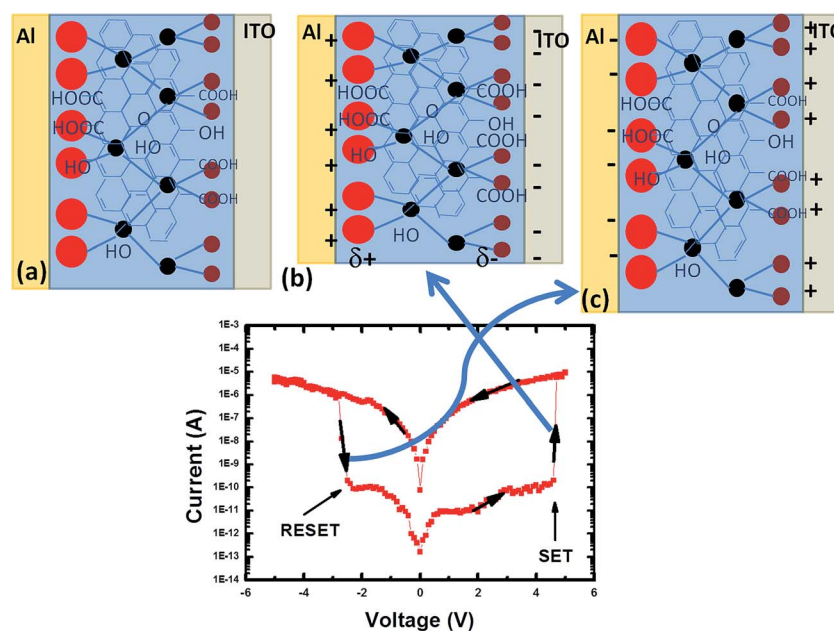 Al
ITO
HOOC
COOH
HOOC
O
OH
HO
HO
COOH
COOH
HO
(a)
Al
ITO
+
-
HOOC
COOH
HOOC
O
OH
HO
HO
COOH
COOH
HO
δ+
δ-
(b)
Al
ITO
-
+
HOOC
COOH
HOOC
O
OH
HO
HO
COOH
COOH
HO
(c)
1E-3
1E-4
1E-5
1E-6
1E-7
1E-8
1E-9
1E-10
1E-11
1E-12
1E-13
1E-14
Current (A)
RESET
SET
-6
-4
-2
0
2
4
6
Voltage (V)